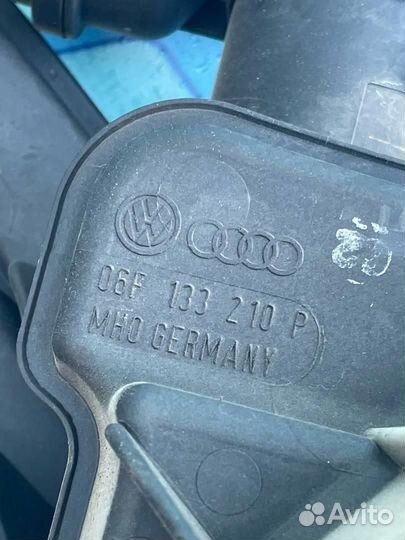 VW
06F 133 210 P
MHO GERMANY
Avito